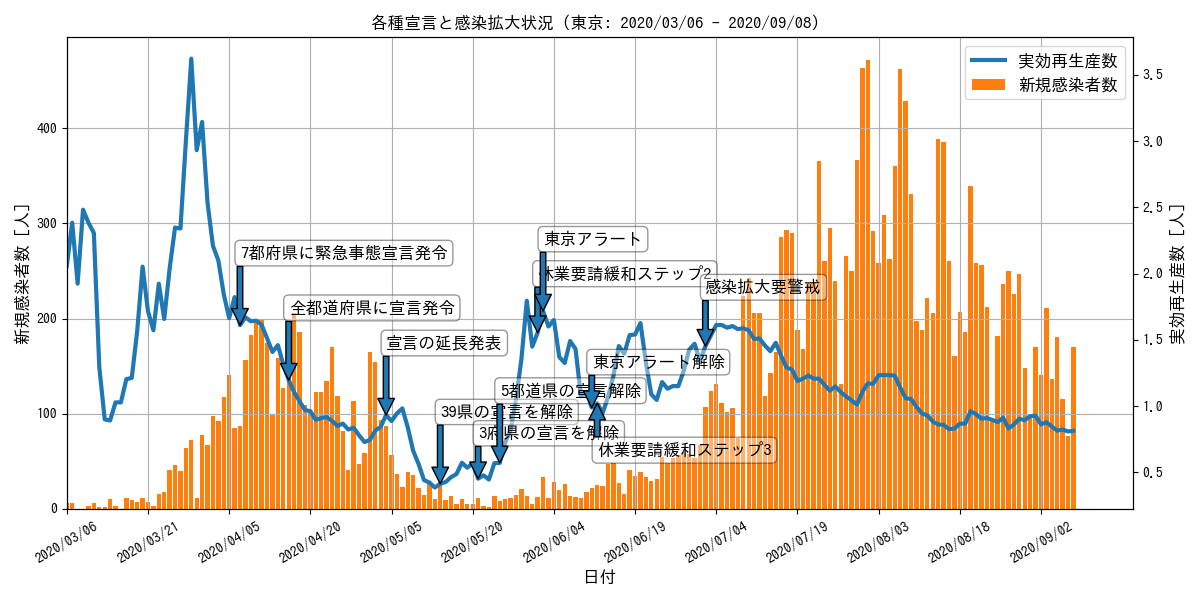 各種宣言と感染拡大状況 (東京: 2020/03/06 - 2020/09/08)
実効再生産数
新規感染者数
東京アラート
7都府県に緊急事態宣言発令
休業要請緩和ステップ2
感染拡大要警戒
全都道府県に宣言発令
宣言の延長発表
東京アラート解除
5都道県の宣言解除
39県の宣言を解除
3府県の宣言を解除
休業要請緩和ステップ3
新規感染者数 [人]
400
300
200
100
0
3.5
3.0
2.5
2.0
1.5
1.0
0.5
実効再生産数 [人]
2020/03/06
2020/03/21
2020/04/05
2020/04/20
2020/05/05
2020/05/20
2020/06/04
2020/06/19
2020/07/04
2020/07/19
2020/08/03
2020/08/18
2020/09/02
日付